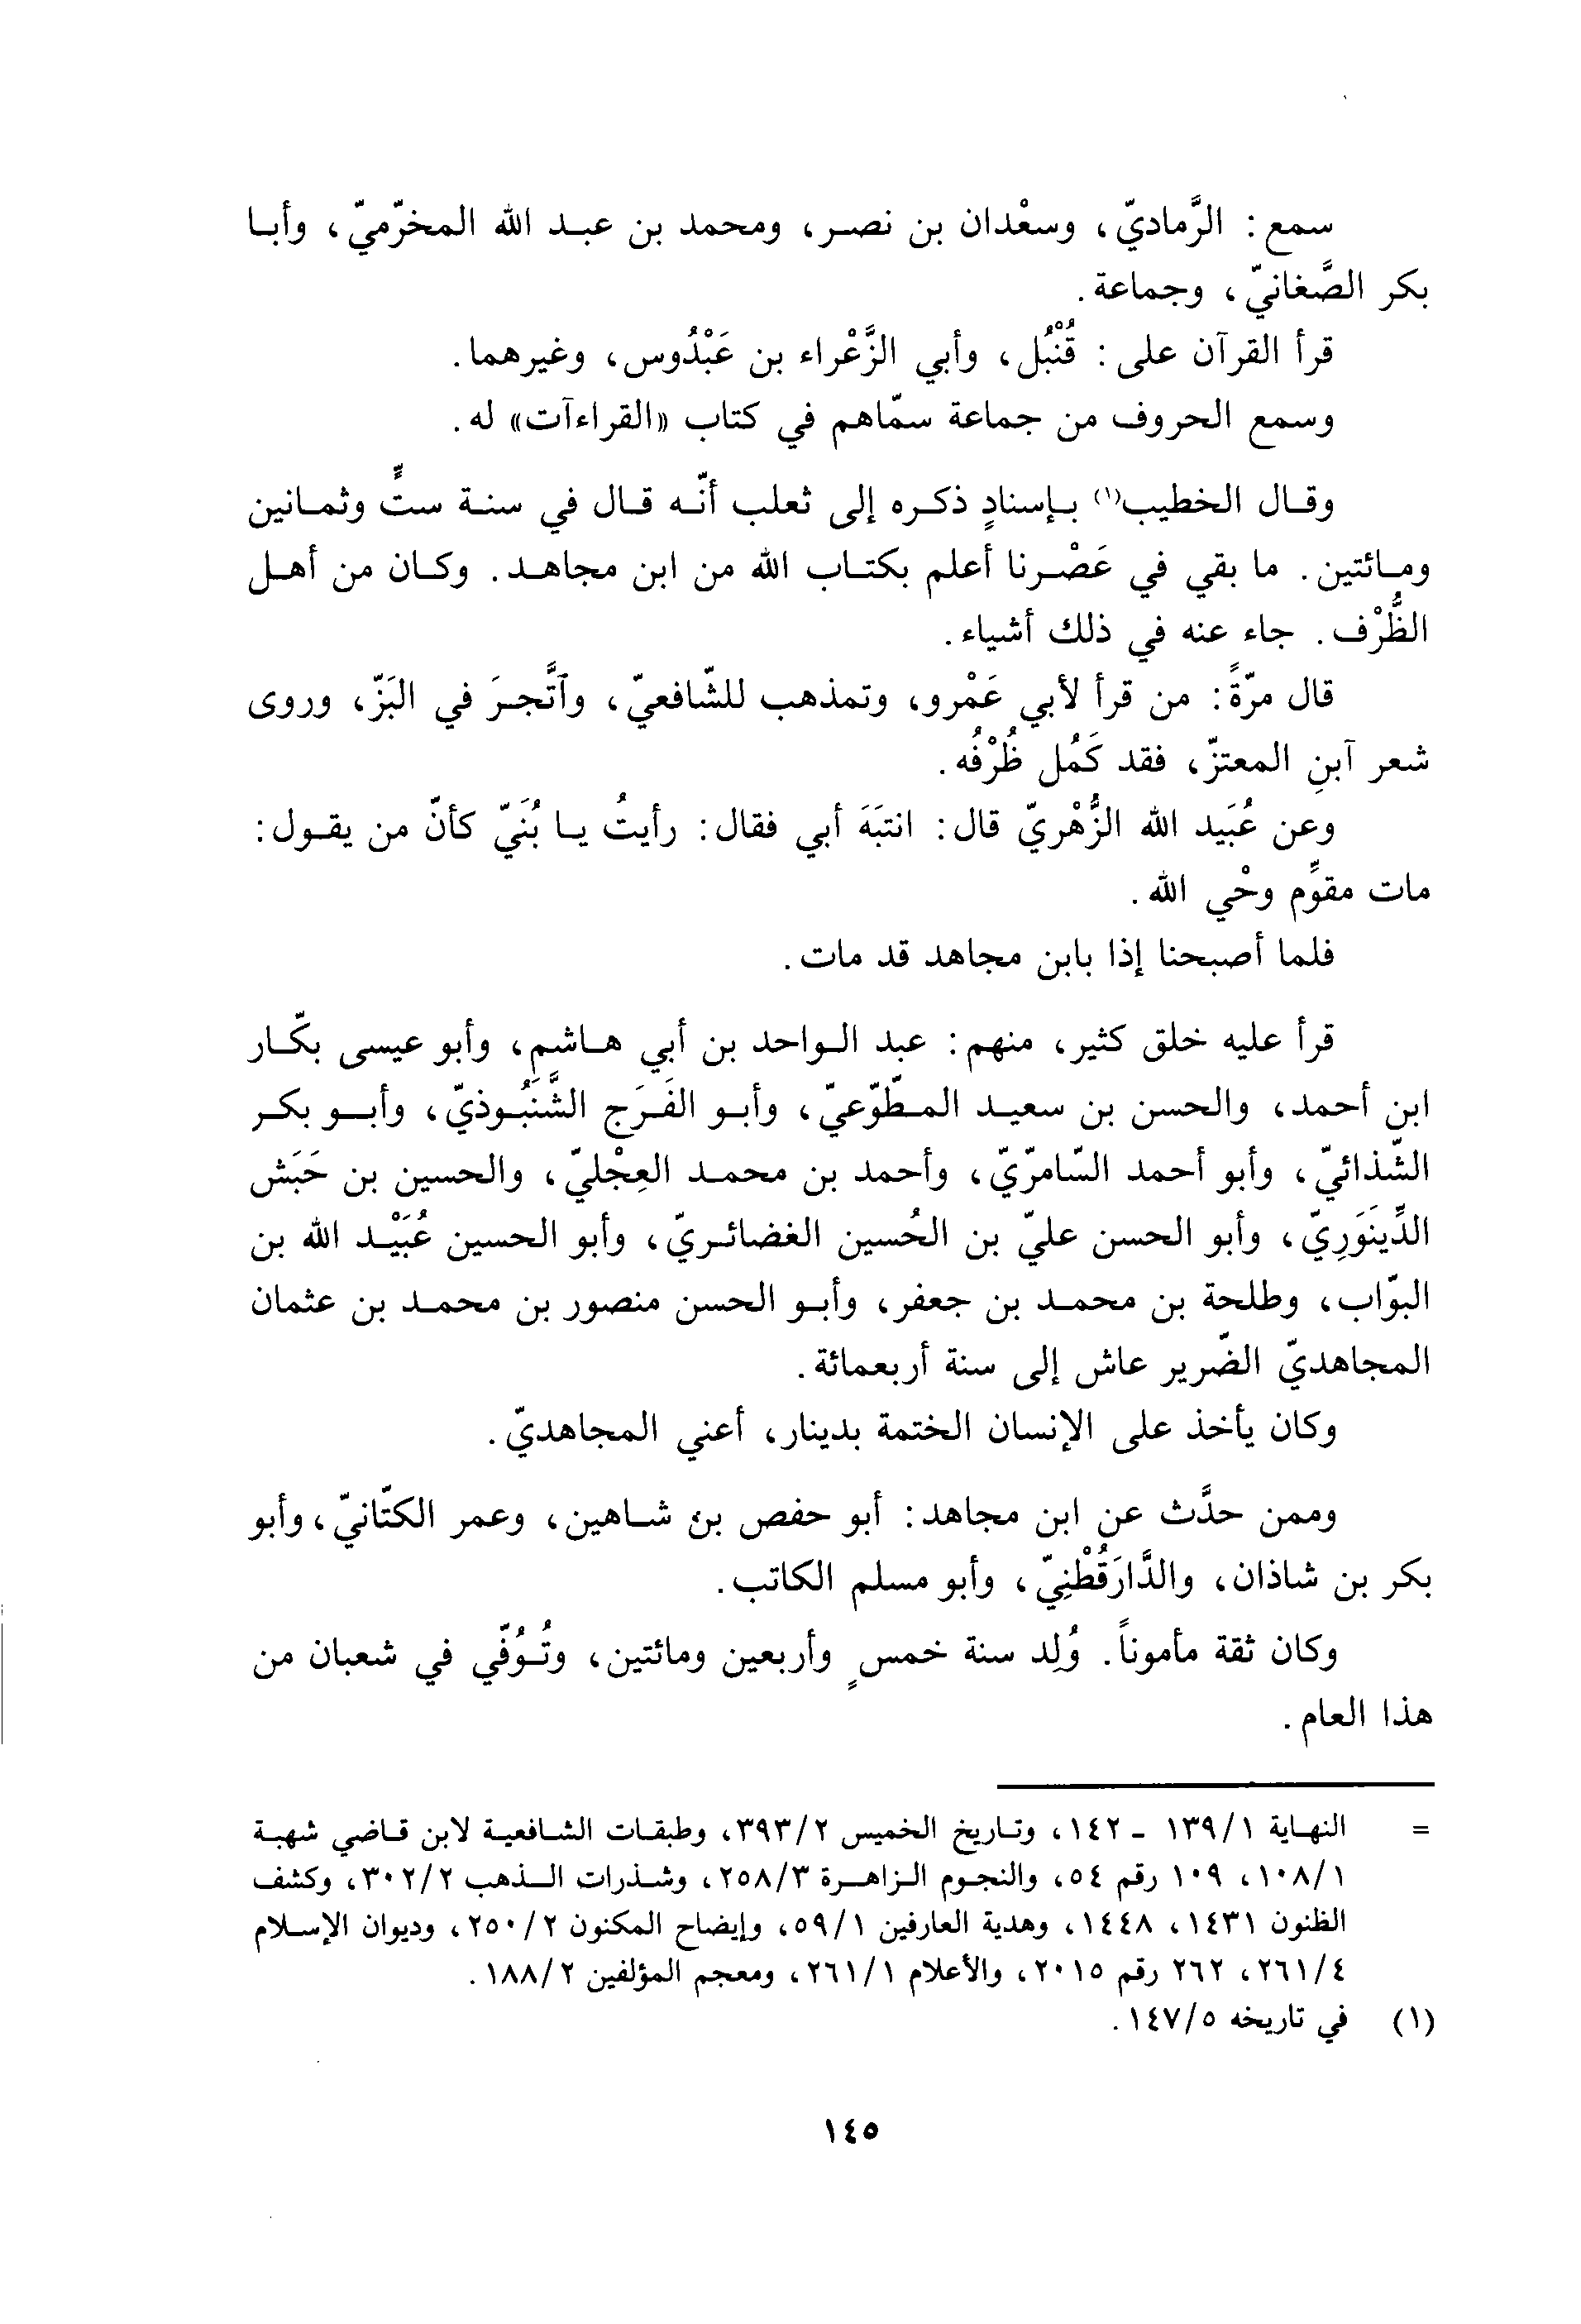 سمع : الرَّماديّ، وسعْدان بن نصر، ومحمد بن عبد الله المخرّميّ، وأبا
بكر الصَّغانيّ، وجماعة.
قرأ القرآن على : قُنْبُل، وأبي الزَّعْراء بن عَبْدُوس، وغيرهما.
وسمع الحروف من جماعة سمّاهم في كتاب «القراءآت» له.
وقال الخطيب(١) بإسنادٍ ذكره إلى ثعلب أنّه قال في سنة ستٍّ وثمانين
ومائتين. ما بقي في عَصْرنا أعلم بكتاب الله من ابن مجاهد. وكان من أهل
الظُّرْف. جاء عنه في ذلك أشياء.
قال مرّةً: من قرأ لأبي عَمْرو، وتمذهب للشّافعيّ، وآتَّجرَ في البَزّ، وروى
شعر آبنِ المعتزّ، فقد كَمُل ظُرْفُه.
وعن عُبَيد الله الزُّهْريّ قال: انتبَهَ أبي فقال: رأيتُ يا بُنَيّ كأنّ من يقول:
مات مقوِّم وحْي الله.
فلما أصبحنا إذا بابن مجاهد قد مات.
قرأ عليه خلق كثير، منهم: عبد الواحد بن أبي هاشم، وأبو عيسى بكّار
ابن أحمد، والحسن بن سعيد المطّوّعيّ، وأبو الفَرَج الشَّنَبُوذيّ، وأبو بكر
الشّذائيّ، وأبو أحمد السّامرّيّ، وأحمد بن محمد العِجْليّ، والحسين بن حَبَش
الدِّينَوَرِيّ، وأبو الحسن عليّ بن الحُسين الغضائريّ، وأبو الحسين عُبَيْد الله بن
البوّاب، وطلحة بن محمد بن جعفر، وأبو الحسن منصور بن محمد بن عثمان
المجاهديّ الضّرير عاش إلى سنة أربعمائة.
وكان يأخذ على الإنسان الختمة بدينار، أعني المجاهديّ.
وممن حدَّث عن ابن مجاهد: أبو حفص بن شاهين، وعمر الكتّانيّ، وأبو
بكر بن شاذان، والدَّارَقُطْنِيّ، وأبو مسلم الكاتب.
وكان ثقة مأموناً. وُلِد سنة خمسٍ وأربعين ومائتين، وتُوُفّي في شعبان من
هذا العام.
= النهاية ١٣٩/١ - ١٤٢، وتاريخ الخميس ٣٩٣/٢، وطبقات الشافعية لابن قاضي شهبة
١٠٨/١، ١٠٩ رقم ٥٤، والنجوم الزاهرة ٢٥٨/٣، وشذرات الذهب ٣٠٢/٢، وكشف
الظنون ١٤٣١، ١٤٤٨، وهدية العارفين ٥٩/١، وإيضاح المكنون ٢٥٠/٢، وديوان الإسلام
٢٦١/٤، ٢٦٢ رقم ٢٠١٥، والأعلام ٢٦١/١، ومعجم المؤلفين ١٨٨/٢.
(١) في تاريخه ١٤٧/٥.
١٤٥